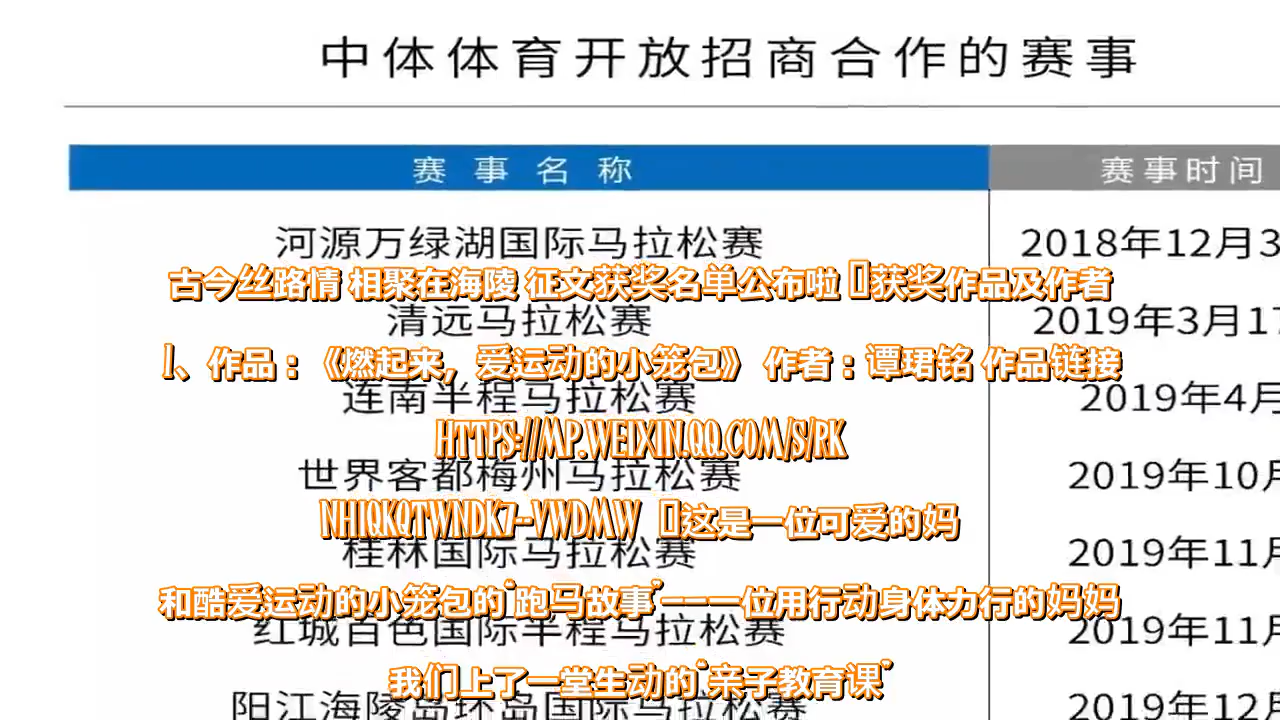 中体体育开放招商合作的赛事
赛事名称 赛事时间
河源万绿湖国际马拉松赛 2018年12月3
古今丝路情 相聚在海陵 征文获奖名单公布啦 获奖作品及作者
清远马拉松赛 2019年3月17
1、作品:《燃起来，爱运动的小笼包》 作者:谭珺铭 作品链接
连南半程马拉松赛 2019年4月
HTTPS://MP.WEIXIN.QQ.COM/S/RK
世界客都梅州马拉松赛 2019年10月
NHIQKQTWNDK7--VWDMW 这是一位可爱的妈
桂林国际马拉松赛 2019年11月
和酷爱运动的小笼包的“跑马故事”———一位用行动身体力行的妈妈
红城百色国际半程马拉松赛 2019年11月
我们上了一堂生动的“亲子教育课”
阳江海陵岛环岛国际马拉松赛 2019年12月